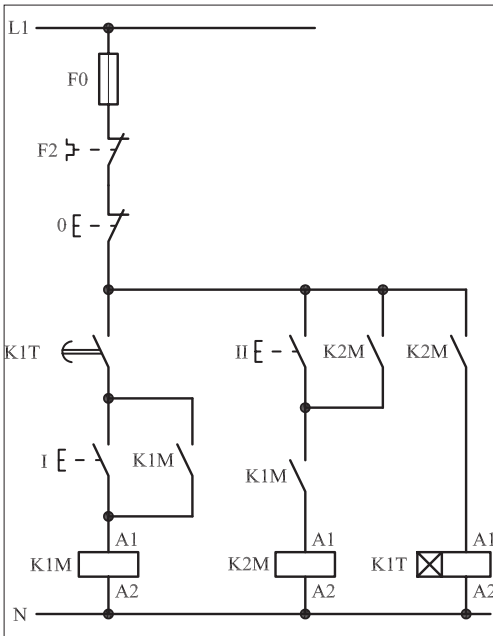 L1
F0
F2
0
K1T II K2M K2M
I K1M K1M
A1 A1 A1
K1M K2M K1T
A2 A2 A2
N